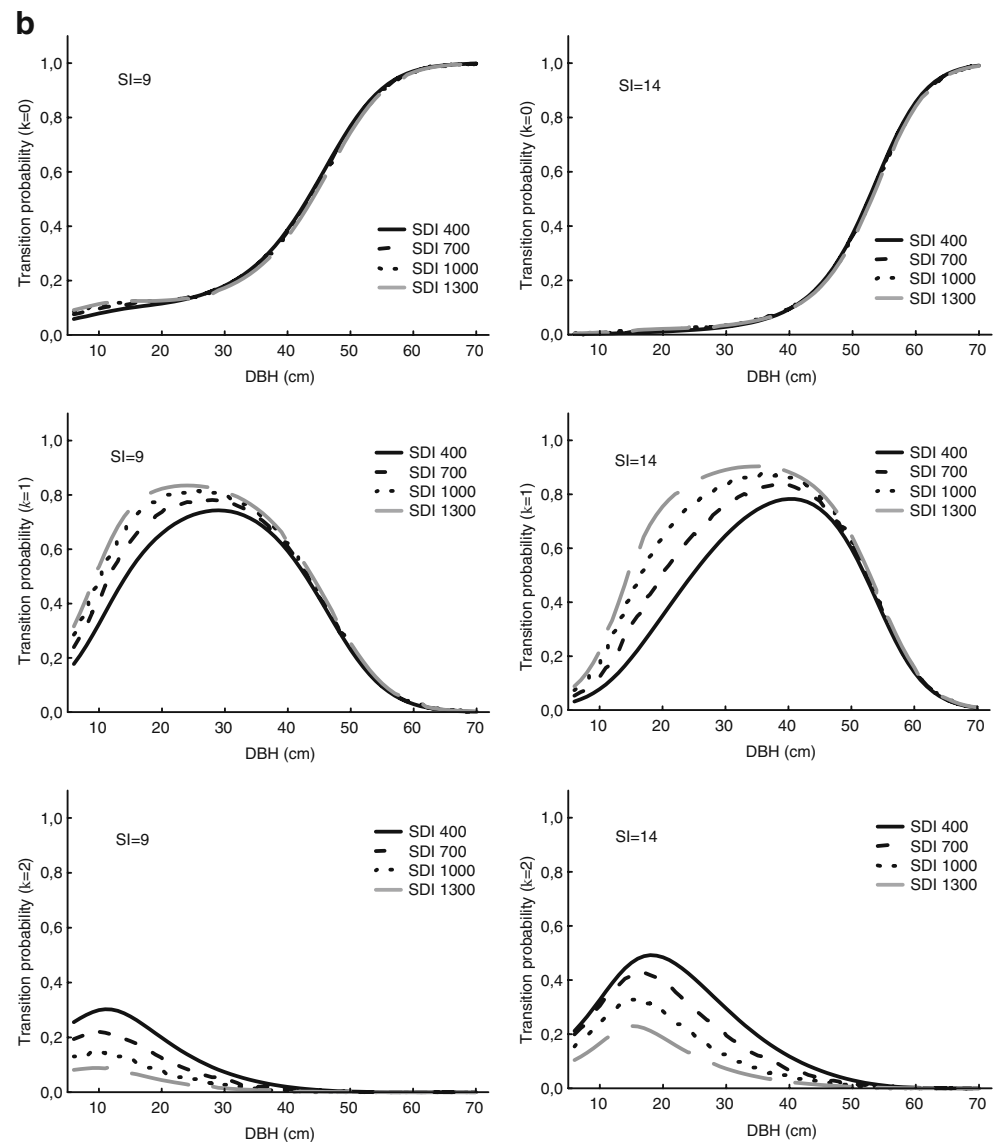 b
Transition probability (k=0)
1,0
0,8
0,6
0,4
0,2
0,0
SI=9
SDI 400
SDI 700
SDI 1000
SDI 1300
10 20 30 40 50 60 70
DBH (cm)
Transition probability (k=0)
1,0
0,8
0,6
0,4
0,2
0,0
SI=14
SDI 400
SDI 700
SDI 1000
SDI 1300
10 20 30 40 50 60 70
DBH (cm)
Transition probability (k=1)
1,0
0,8
0,6
0,4
0,2
0,0
SI=9
SDI 400
SDI 700
SDI 1000
SDI 1300
10 20 30 40 50 60 70
DBH (cm)
Transition probability (k=1)
1,0
0,8
0,6
0,4
0,2
0,0
SI=14
SDI 400
SDI 700
SDI 1000
SDI 1300
10 20 30 40 50 60 70
DBH (cm)
Transition probability (k=2)
1,0
0,8
0,6
0,4
0,2
0,0
SI=9
SDI 400
SDI 700
SDI 1000
SDI 1300
10 20 30 40 50 60 70
DBH (cm)
Transition probability (k=2)
1,0
0,8
0,6
0,4
0,2
0,0
SI=14
SDI 400
SDI 700
SDI 1000
SDI 1300
10 20 30 40 50 60 70
DBH (cm)